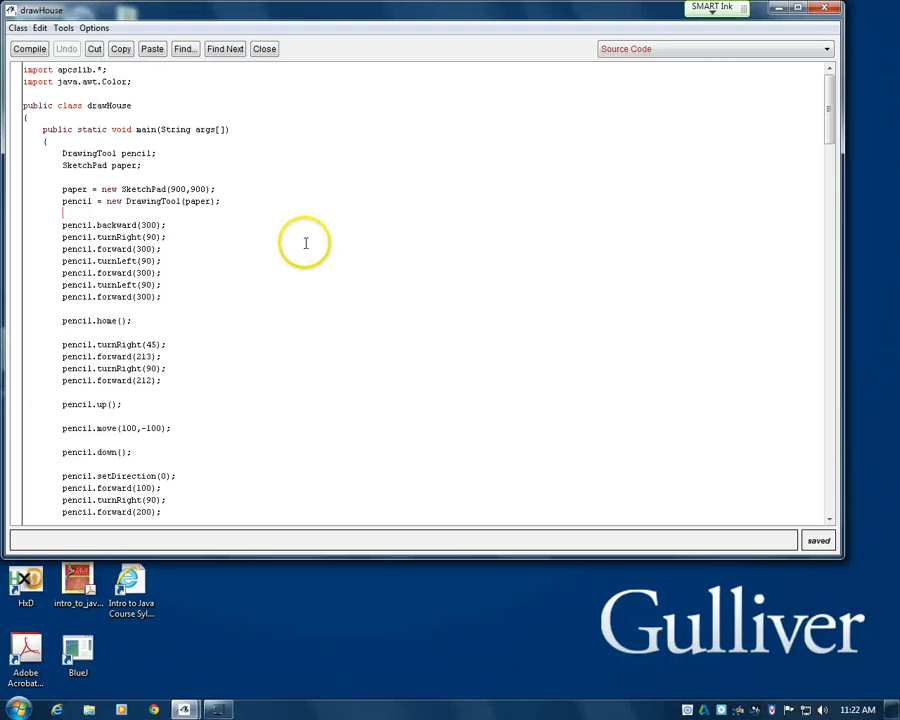 drawHouse
SMART Ink
Class Edit Tools Options
Compile Undo Cut Copy Paste Find... Find Next Close Source Code
import apcslib.*;
import java.awt.Color;
public class drawHouse
{
public static void main(String args[])
{
DrawingTool pencil;
SketchPad paper;
paper = new SketchPad(900,900);
pencil = new DrawingTool(paper);
pencil.backward(300);
pencil.turnRight(90);
pencil.forward(300);
pencil.turnLeft(90);
pencil.forward(300);
pencil.turnLeft(90);
pencil.forward(300);
pencil.home();
pencil.turnRight(45);
pencil.forward(213);
pencil.turnRight(90);
pencil.forward(212);
pencil.up();
pencil.move(100,-100);
pencil.down();
pencil.setDirection(0);
pencil.forward(100);
pencil.turnRight(90);
pencil.forward(200);
saved
HxD
intro_to_jav...
Intro to Java
Course Syl...
Gulliver
Adobe
Acrobat...
BlueJ
11:22 AM